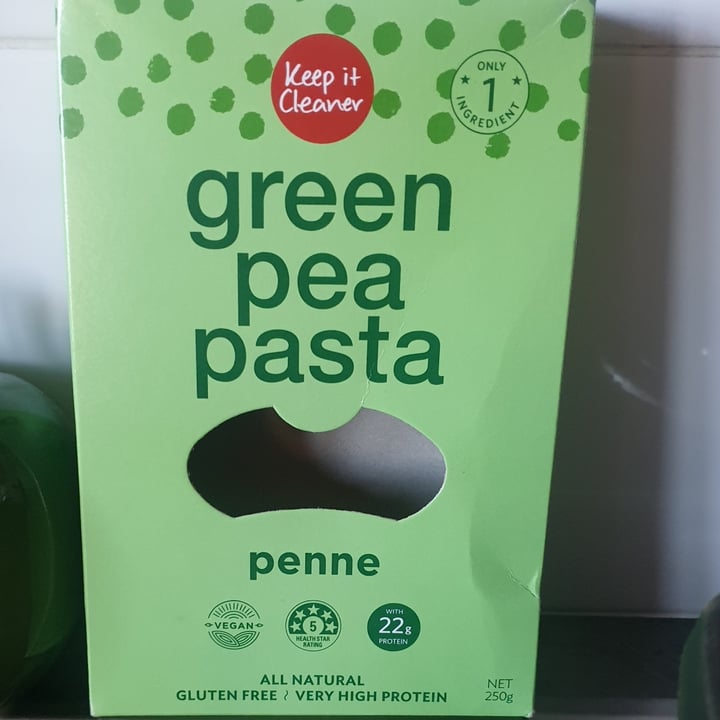 Keep it
Cleaner
ONLY
1
INGREDIENT
green
pea
pasta
penne
VEGAN
5
HEALTH STAR
RATING
WITH
22g
PROTEIN
ALL NATURAL
GLUTEN FREE VERY HIGH PROTEIN
NET
250g